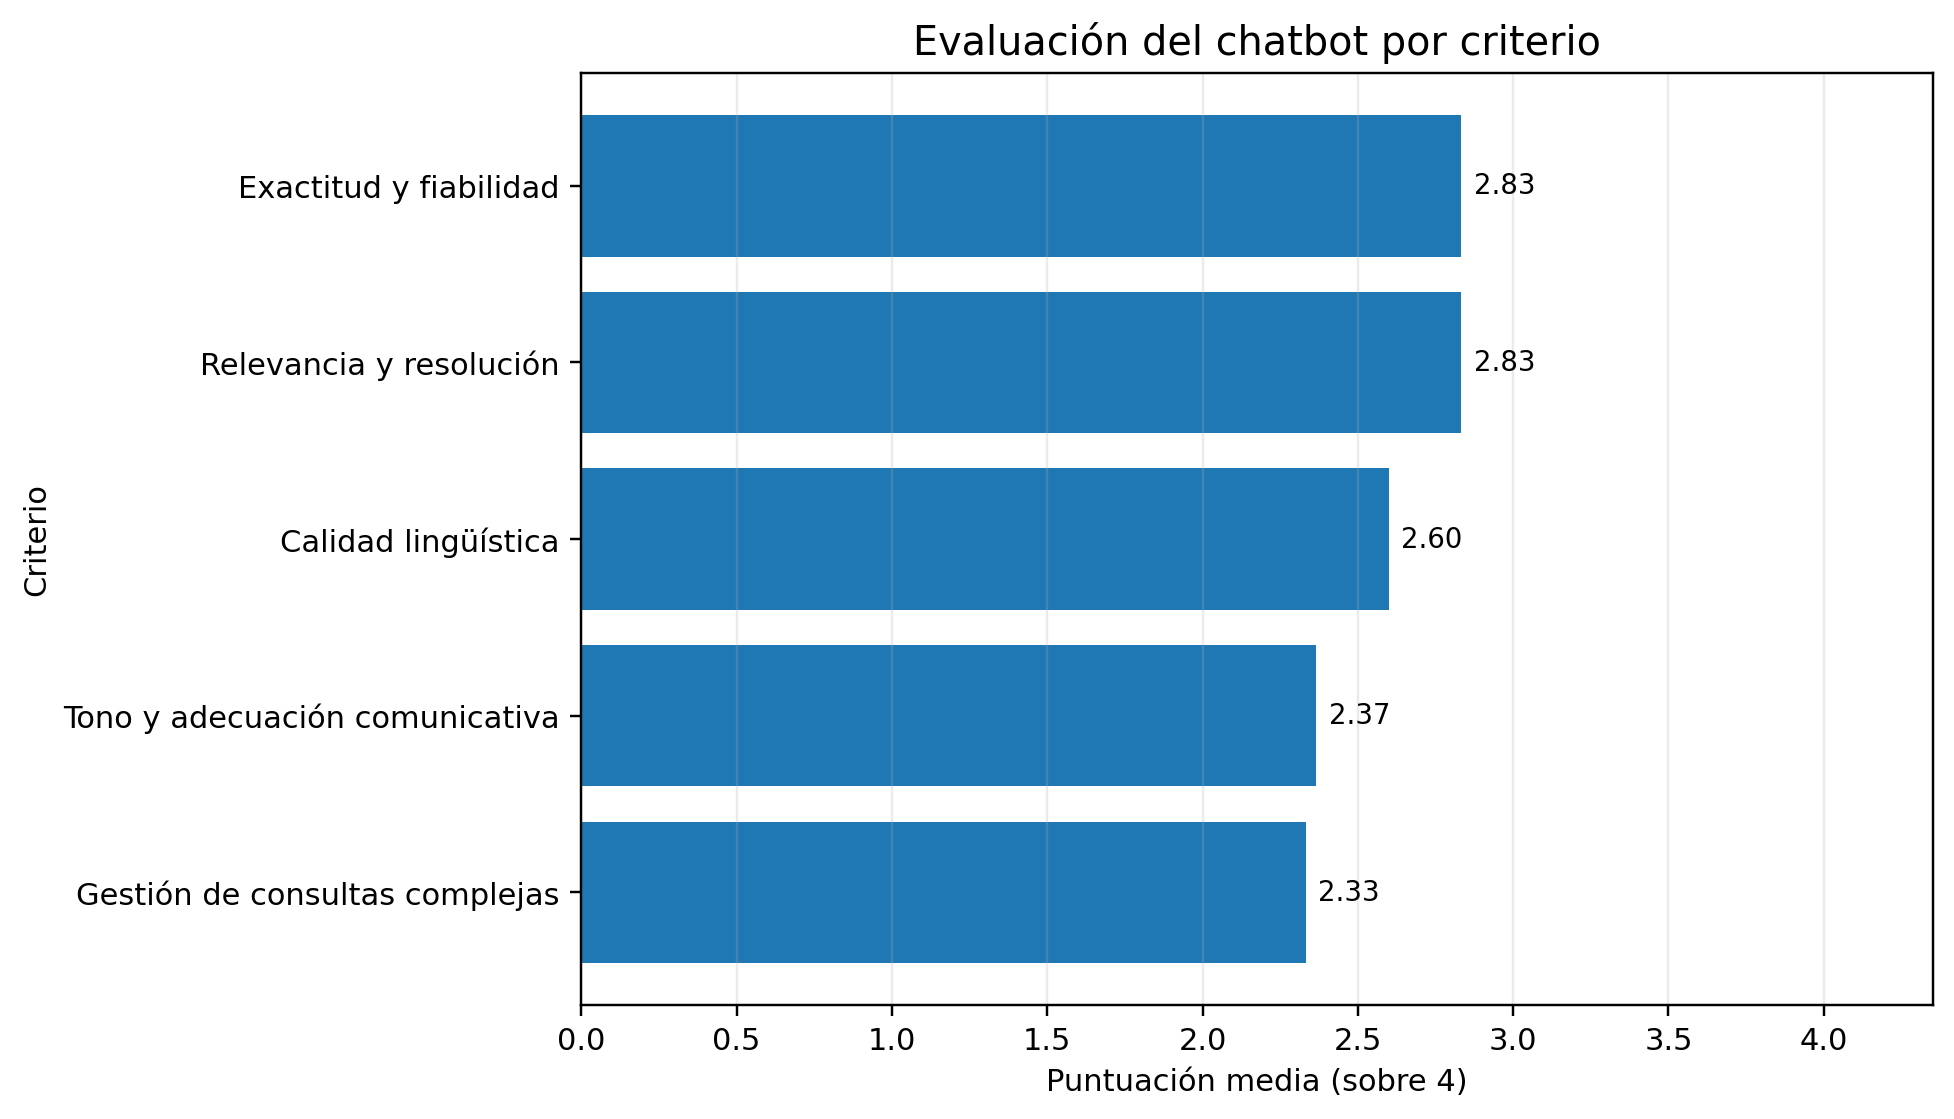 Evaluación del chatbot por criterio
Criterio
Exactitud y fiabilidad
2.83
Relevancia y resolución
2.83
Calidad lingüística
2.60
Tono y adecuación comunicativa
2.37
Gestión de consultas complejas
2.33
0.0 0.5 1.0 1.5 2.0 2.5 3.0 3.5 4.0
Puntuación media (sobre 4)